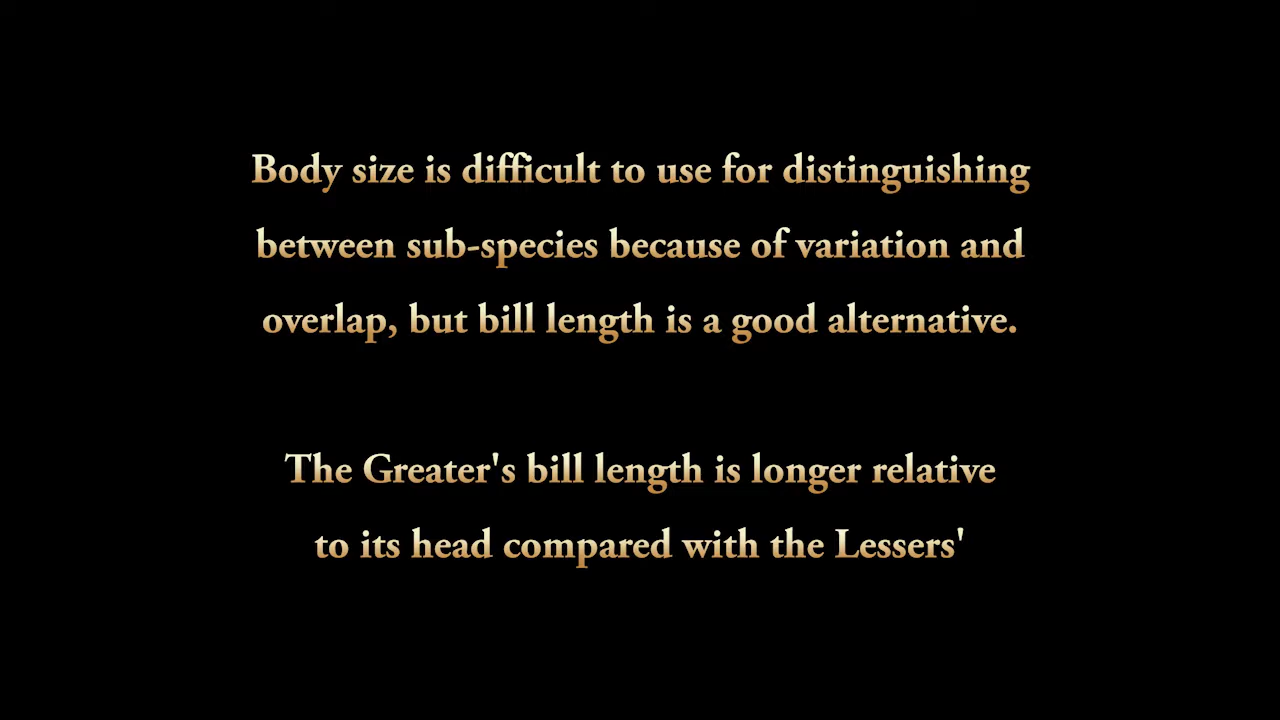 Body size is difficult to use for distinguishing
between sub-species because of variation and
overlap, but bill length is a good alternative.
The Greater's bill length is longer relative
to its head compared with the Lessers'